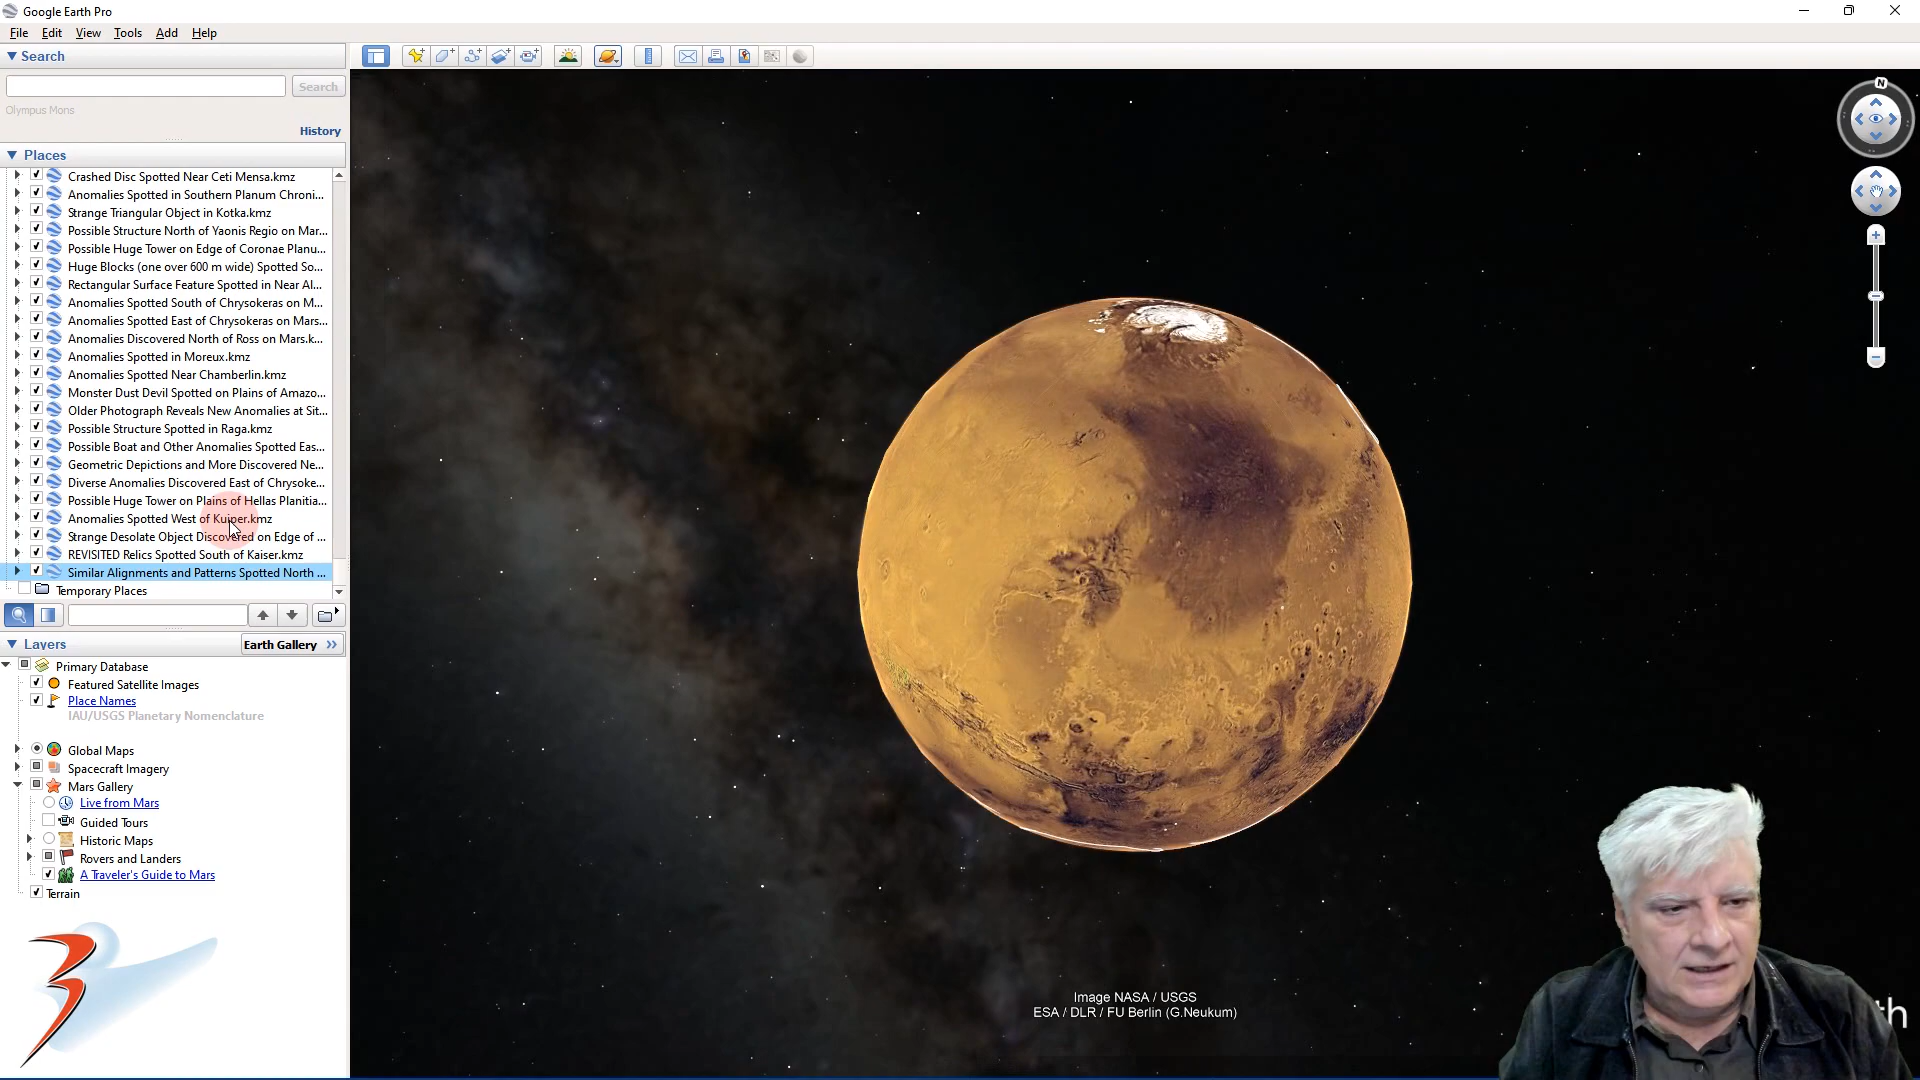 Google Earth Pro
File Edit View Tools Add Help
Search
Search
Olympus Mons
History
Places
Crashed Disc Spotted Near Ceti Mensa.kmz
Anomalies Spotted in Southern Planum Chroni...
Strange Triangular Object in Kotka.kmz
Possible Structure North of Yaonis Regio on Mar...
Possible Huge Tower on Edge of Coronae Planu...
Huge Blocks (one over 600 m wide) Spotted So...
Rectangular Surface Feature Spotted in Near Al...
Anomalies Spotted South of Chrysokeras on M...
Anomalies Spotted East of Chrysokeras on Mars...
Anomalies Discovered North of Ross on Mars.k...
Anomalies Spotted in Moreux.kmz
Anomalies Spotted Near Chamberlin.kmz
Monster Dust Devil Spotted on Plains of Amazo...
Older Photograph Reveals New Anomalies at Sit...
Possible Structure Spotted in Raga.kmz
Possible Boat and Other Anomalies Spotted Eas...
Geometric Depictions and More Discovered Ne...
Diverse Anomalies Discovered East of Chrysoke...
Possible Huge Tower on Plains of Hellas Planitia...
Anomalies Spotted West of Kuiper.kmz
Strange Desolate Object Discovered on Edge of ...
REVISITED Relics Spotted South of Kaiser.kmz
Similar Alignments and Patterns Spotted North ...
Temporary Places
Layers
Earth Gallery »
Primary Database
Featured Satellite Images
Place Names
IAU/USGS Planetary Nomenclature
Global Maps
Spacecraft Imagery
Mars Gallery
Live from Mars
Guided Tours
Historic Maps
Rovers and Landers
A Traveler's Guide to Mars
Terrain
N
Image NASA / USGS
ESA / DLR / FU Berlin (G.Neukum)
th